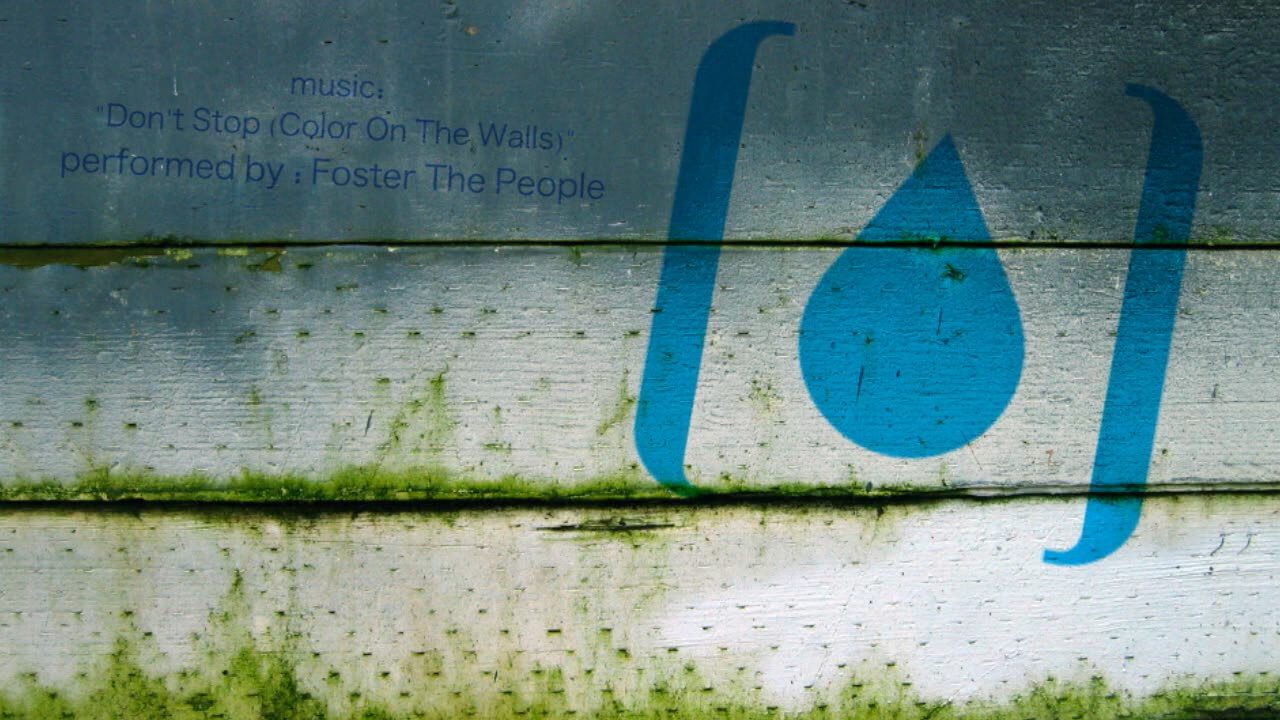 music:
"Don't Stop (Color On The Walls)"
performed by : Foster The People